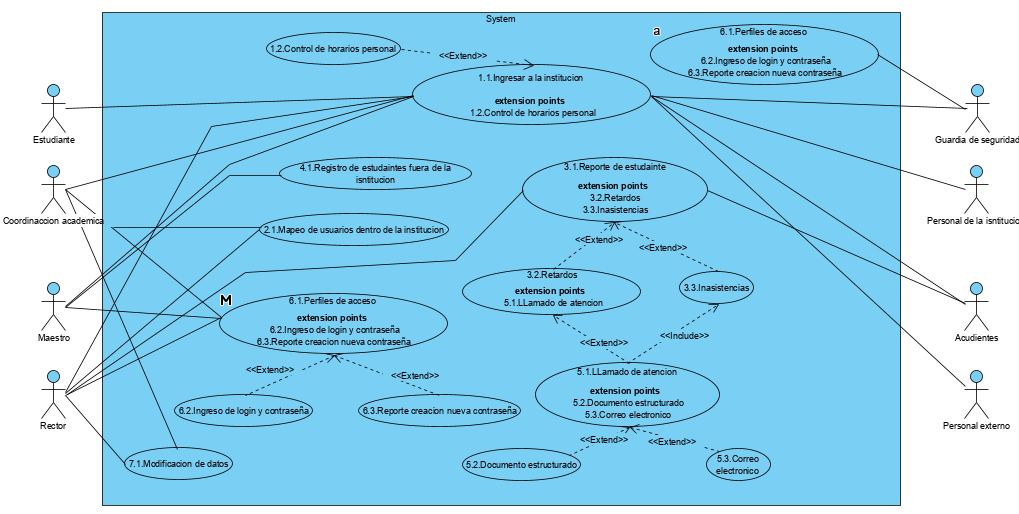 System
a
6.1.Perfiles de acceso
extension points
6.2.Ingreso de login y contraseña
6.3.Reporte creacion nueva contraseña
1.2.Control de horarios personal
<<Extend>>
1.1.Ingresar a la institucion
extension points
1.2.Control de horarios personal
Estudiante
Guardia de seguridad
4.1.Registro de estudaintes fuera de la
isntitucion
3.1.Reporte de estudainte
extension points
3.2.Retardos
3.3.Inasistencias
Coordinaccion academica
Personal de la isntitucion
2.1.Mapeo de usuarios dentro de la institucion
<<Extend>>
<<Extend>>
3.2.Retardos
extension points
5.1.LLamado de atencion
3.3.Inasistencias
M
6.1.Perfiles de acceso
extension points
6.2.Ingreso de login y contraseña
6.3.Reporte creacion nueva contraseña
Maestro
Acudientes
<<Extend>>
<<Include>>
<<Extend>>
<<Extend>>
5.1.LLamado de atencion
extension points
5.2.Documento estructurado
5.3.Correo electronico
6.2.Ingreso de login y contraseña
6.3.Reporte creacion nueva contraseña
Rector
Personal externo
<<Extend>>
<<Extend>>
7.1.Modificacion de datos
5.2.Documento estructurado
5.3.Correo
electronico